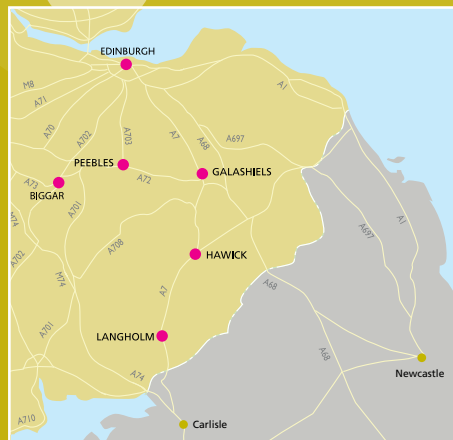 EDINBURGH
M8
A71
A70
A702
A703
A7
A68
A697
A1
PEEBLES
GALASHIELS
A72
A73
BIGGAR
A701
M74
A702
A708
A697
A1
HAWICK
M74
A7
A68
A701
LANGHOLM
A68
A74
Newcastle
A710
Carlisle